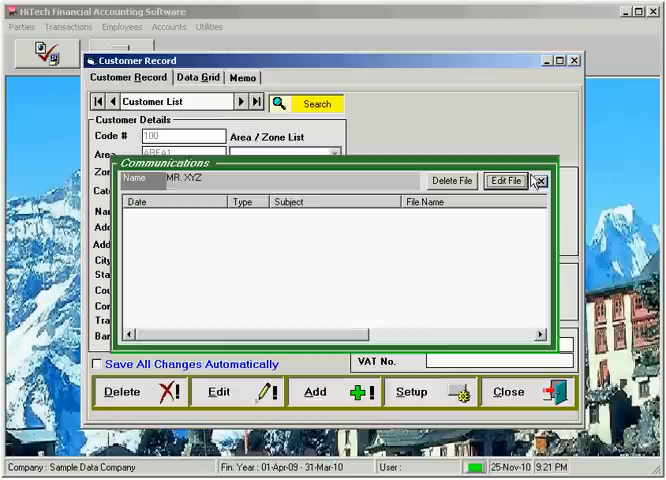 HiTech Financial Accounting Software
Parties Transactions Employees Accounts Utilities
Customer Record
Customer Record Data Grid Memo
Customer List Search
Customer Details
Code # 100 Area / Zone List
Area AREA1
Communications
Name MR. XYZ Delete File Edit File
Date Type Subject File Name
Save All Changes Automatically VAT No.
Delete Edit Add Setup Close
Company : Sample Data Company Fin. Year : 01-Apr-09 - 31-Mar-10 User : 25-Nov-10 9:21 PM